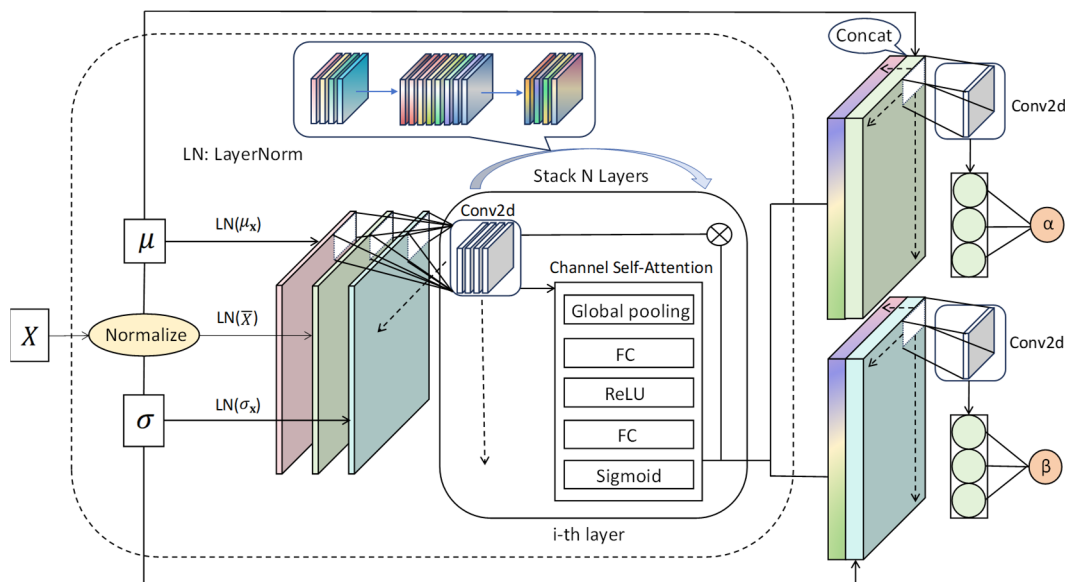 Concat
Conv2d
LN: LayerNorm
Stack N Layers
Conv2d
μ
LN(μₓ)
α
Channel Self-Attention
Global pooling
X
Normalize
LN(X̅)
FC
Conv2d
ReLU
σ
LN(σₓ)
FC
Sigmoid
β
i-th layer